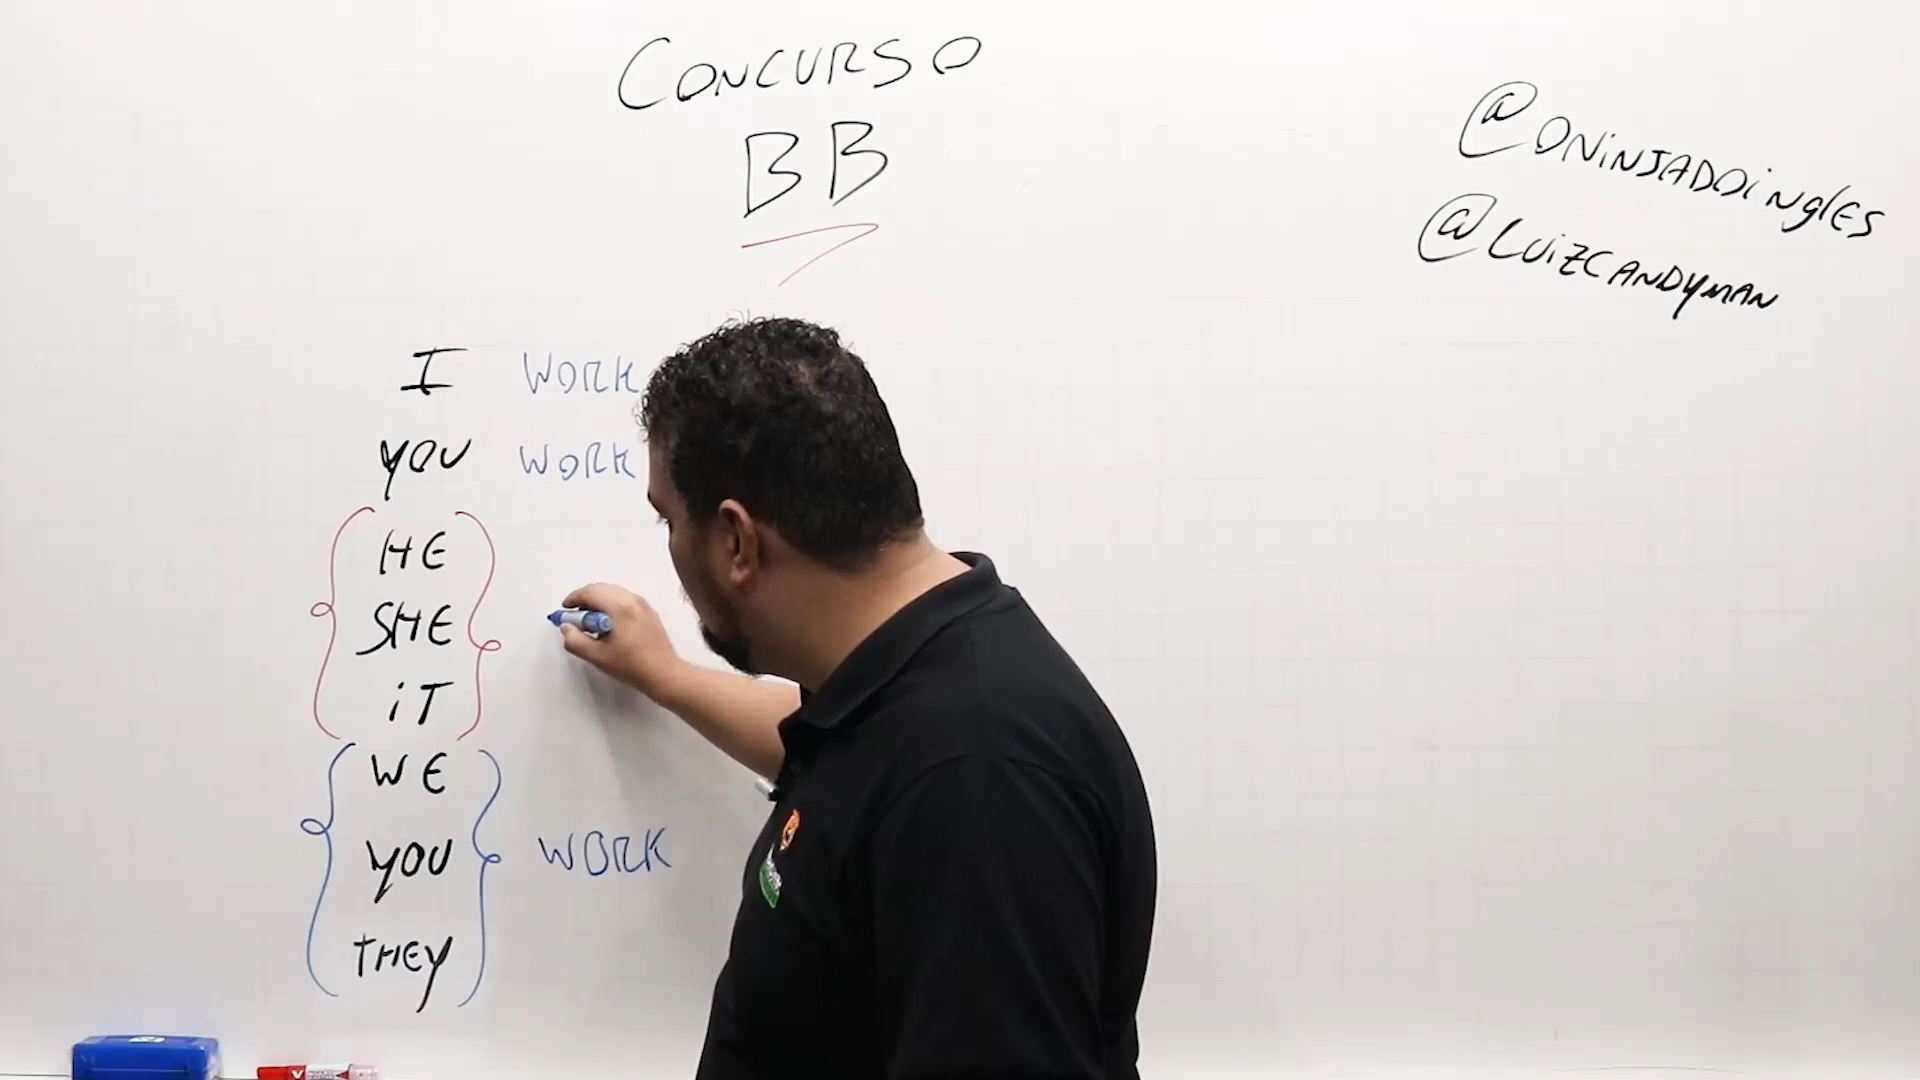 CONCURSO
BB
@ONiNJADOiNglES
@LUiZCANDYMAN
I WORK
YOU WORK
HE
SHE
iT
WE
YOU WORK
THEY